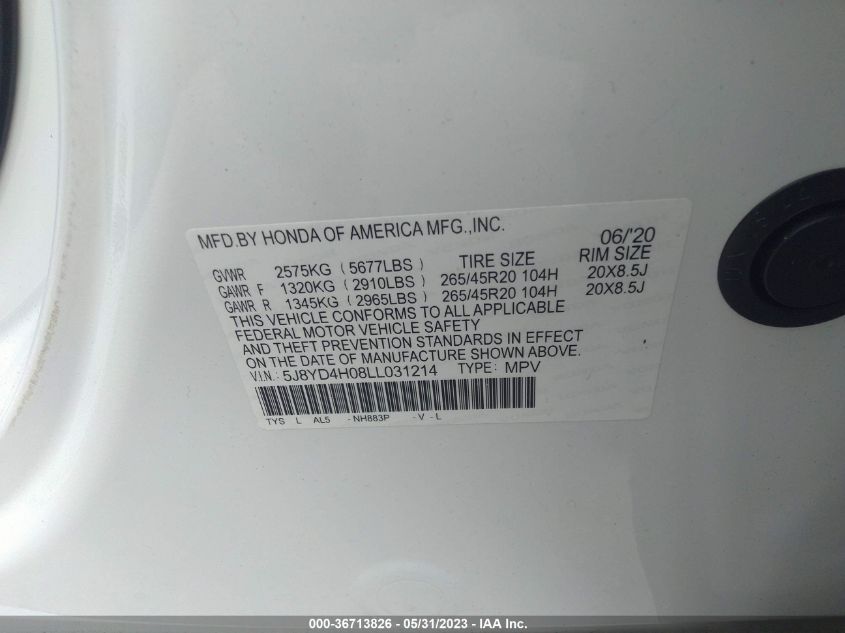 MFD.BY HONDA OF AMERICA MFG.,INC. 06/'20
GVWR 2575KG (5677LBS) TIRE SIZE RIM SIZE
GAWR F 1320KG (2910LBS) 265/45R20 104H 20X8.5J
GAWR R 1345KG (2965LBS) 265/45R20 104H 20X8.5J
THIS VEHICLE CONFORMS TO ALL APPLICABLE
FEDERAL MOTOR VEHICLE SAFETY
AND THEFT PREVENTION STANDARDS IN EFFECT
ON THE DATE OF MANUFACTURE SHOWN ABOVE.
V.I.N.: 5J8YD4H08LL031214 TYPE: MPV
TYS L AL5 -NH883P -V-L
000-36713826 - 05/31/2023 - IAA Inc.